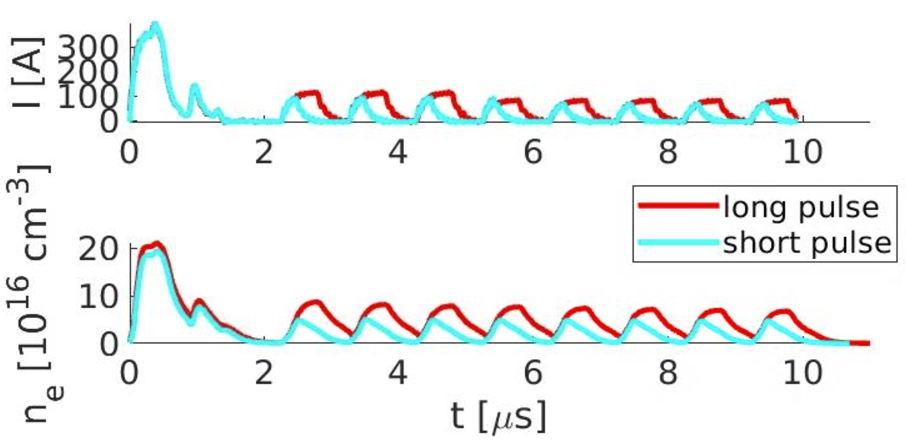 I [A]
300
200
100
0
0 2 4 6 8 10
long pulse
short pulse
n_e [10^16 cm^-3]
20
10
0
0 2 4 6 8 10
t [μs]